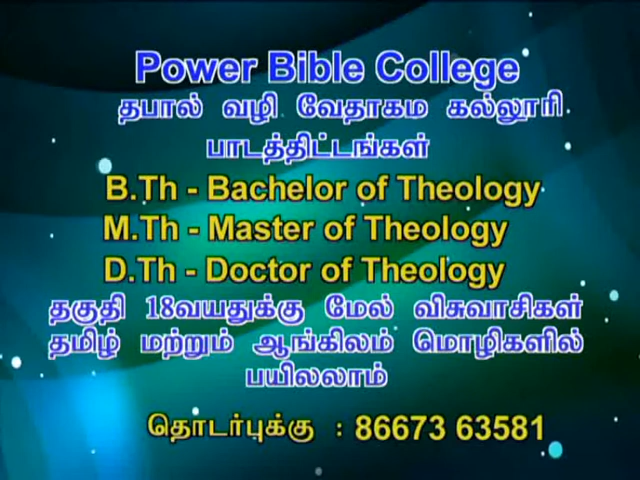 Power Bible College
தபால் வழி வேதாகம கல்லூரி
பாடத்திட்டங்கள்
B.Th - Bachelor of Theology
M.Th - Master of Theology
D.Th - Doctor of Theology
தகுதி 18வயதுக்கு மேல் விசுவாசிகள்
தமிழ் மற்றும் ஆங்கிலம் மொழிகளில்
பயிலலாம்
தொடர்புக்கு : 86673 63581